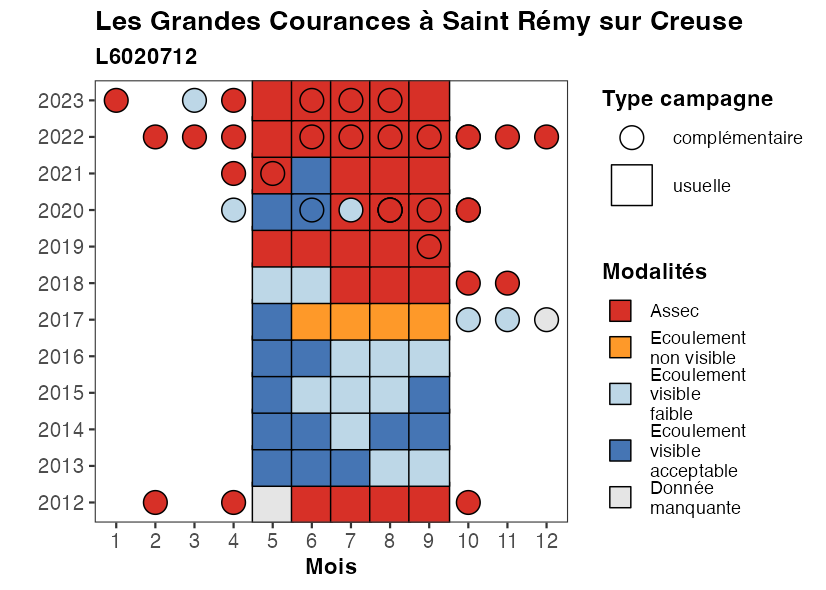 Les Grandes Courances à Saint Rémy sur Creuse
L6020712
2023
2022
2021
2020
2019
2018
2017
2016
2015
2014
2013
2012
1 2 3 4 5 6 7 8 9 10 11 12
Mois
Type campagne
complémentaire
usuelle
Modalités
Assec
Ecoulement
non visible
Ecoulement
visible
faible
Ecoulement
visible
acceptable
Donnée
manquante